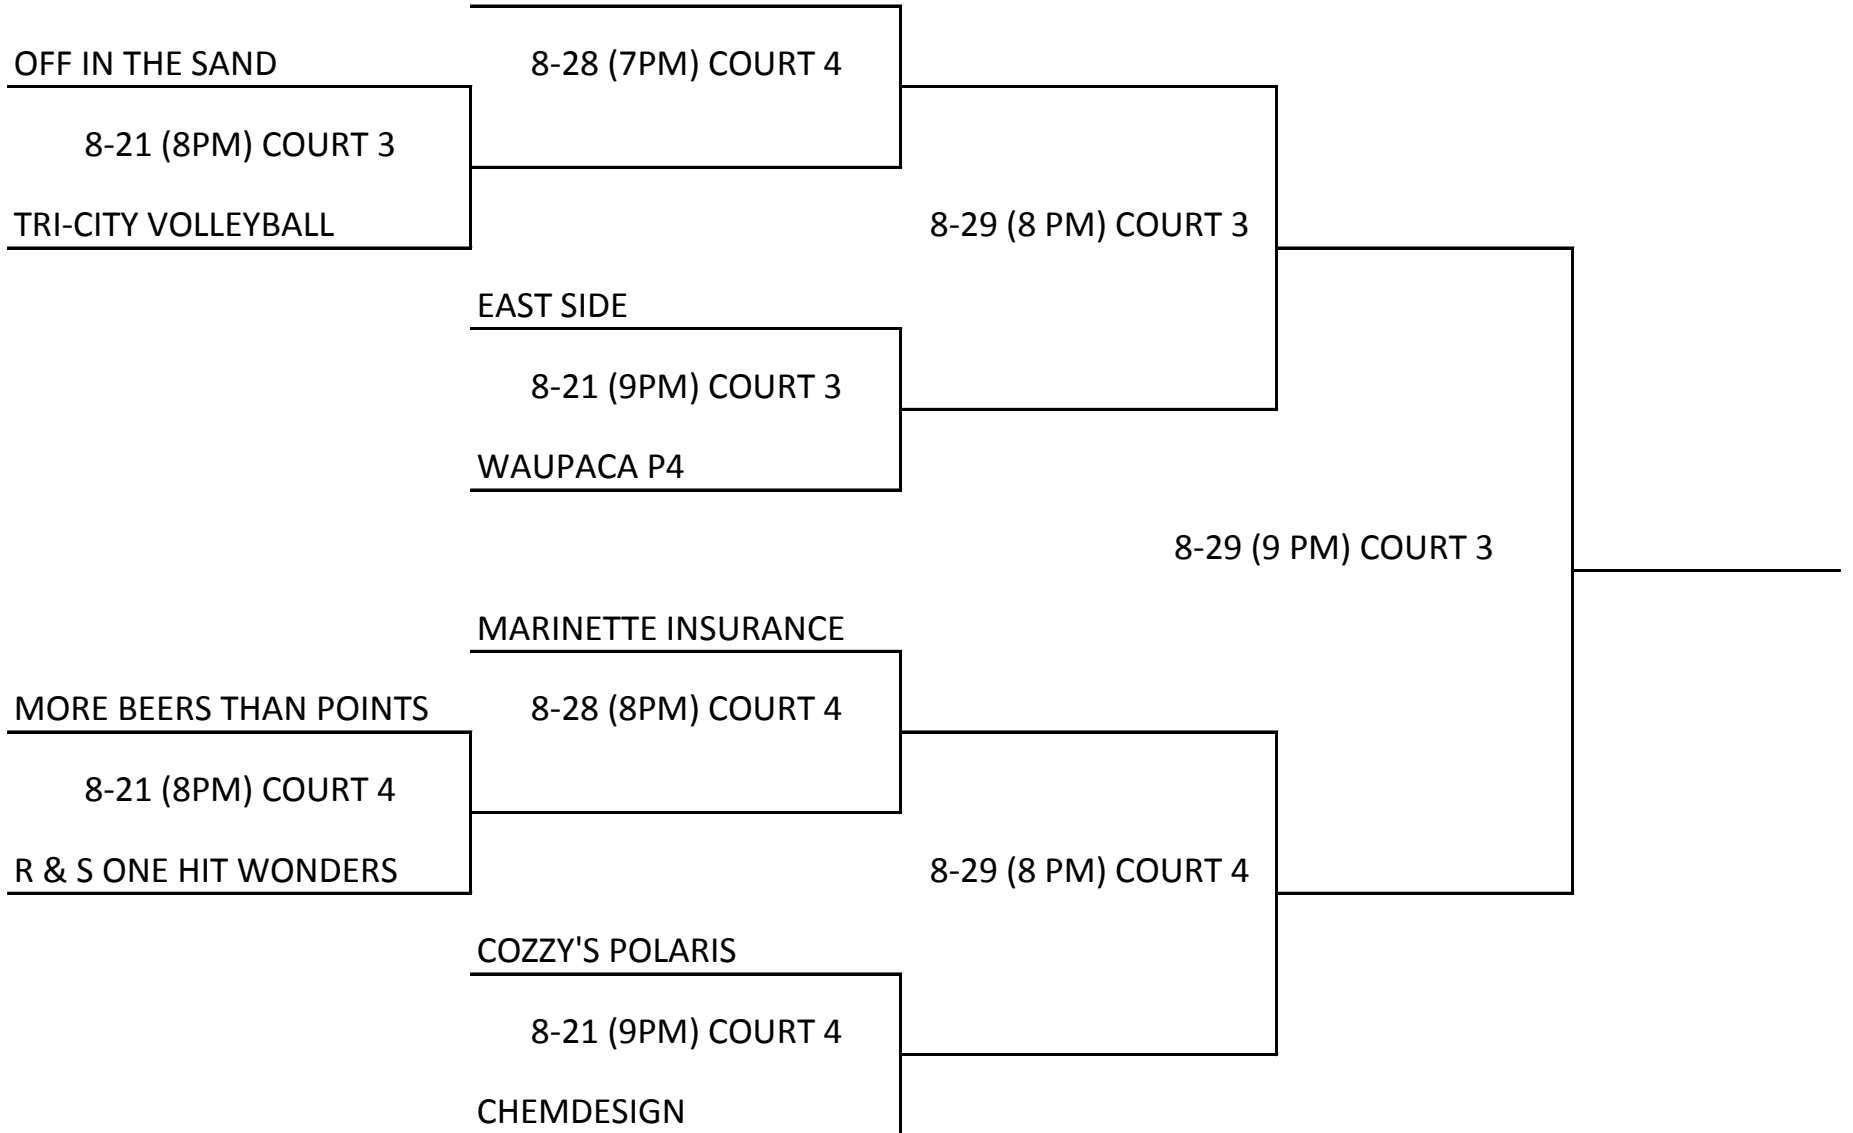 OFF IN THE SAND
8-28 (7PM) COURT 4
8-21 (8PM) COURT 3
TRI-CITY VOLLEYBALL
8-29 (8 PM) COURT 3
EAST SIDE
8-21 (9PM) COURT 3
WAUPACA P4
8-29 (9 PM) COURT 3
MARINETTE INSURANCE
MORE BEERS THAN POINTS
8-28 (8PM) COURT 4
8-21 (8PM) COURT 4
R & S ONE HIT WONDERS
8-29 (8 PM) COURT 4
COZZY'S POLARIS
8-21 (9PM) COURT 4
CHEMDESIGN